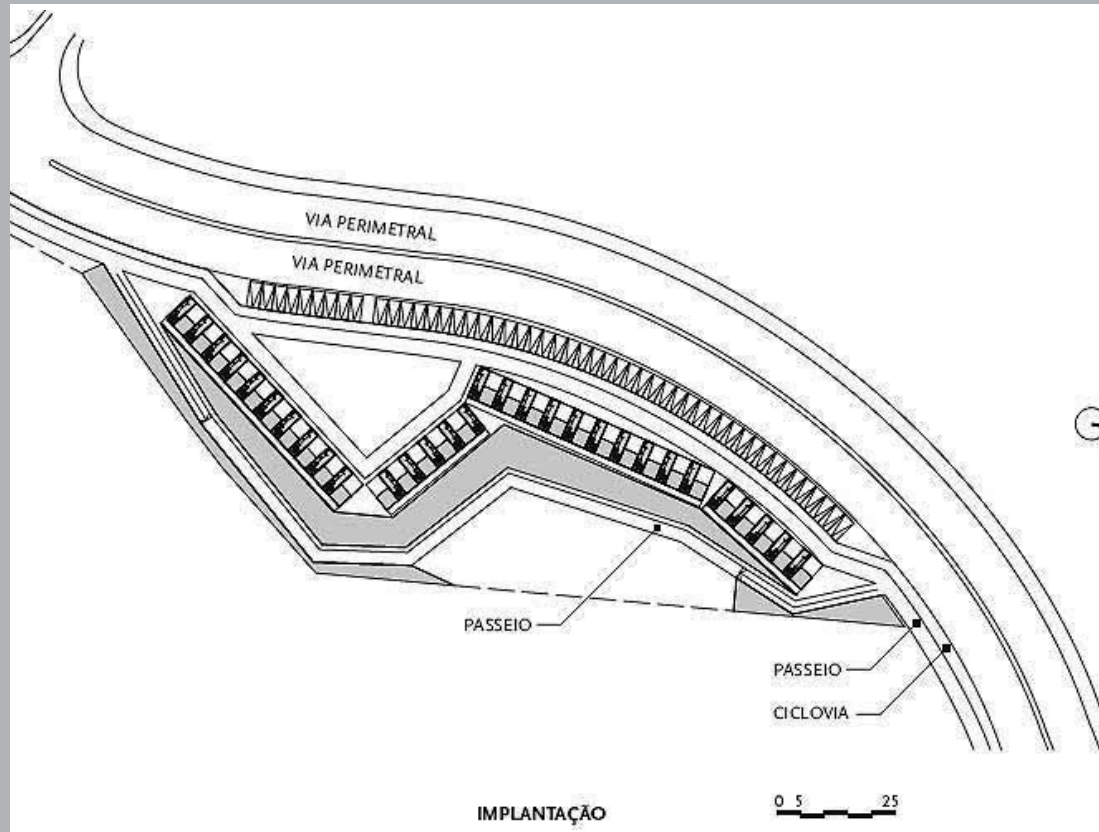 VIA PERIMETRAL
VIA PERIMETRAL
PASSEIO
PASSEIO
CICLOVIA
IMPLANTAÇÃO
0 5 25